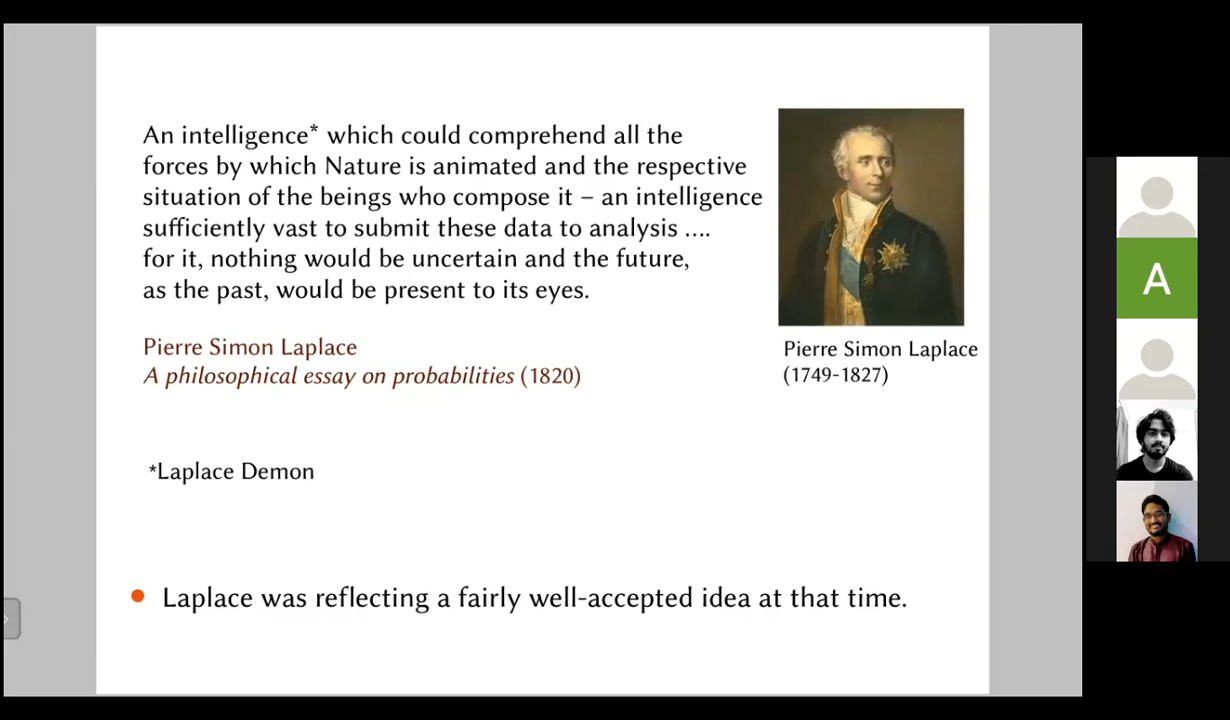 An intelligence* which could comprehend all the
forces by which Nature is animated and the respective
situation of the beings who compose it – an intelligence
sufficiently vast to submit these data to analysis ....
for it, nothing would be uncertain and the future,
as the past, would be present to its eyes.
Pierre Simon Laplace
A philosophical essay on probabilities (1820)
Pierre Simon Laplace
(1749-1827)
*Laplace Demon
Laplace was reflecting a fairly well-accepted idea at that time.
A